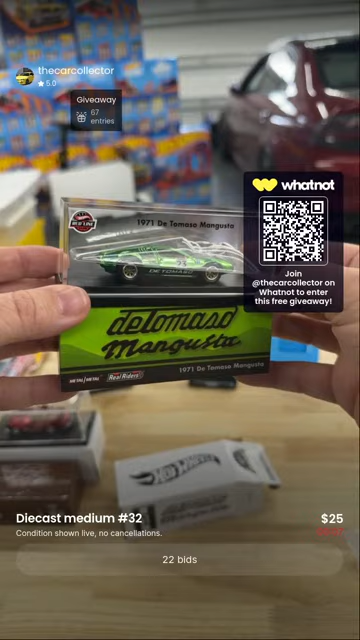 thecarcollector
★ 5.0
Giveaway
67
entries
whatnot
1971 De Tomaso Mangusta
DE TOMASO
Join
@thecarcollector on
Whatnot to enter
this free giveaway!
deTomaso
Mangusta
METAL/METAL
Real Riders
1971 De Tomaso Mangusta
Hot Wheels
Diecast medium #32
$25
Condition shown live, no cancellations.
22 bids